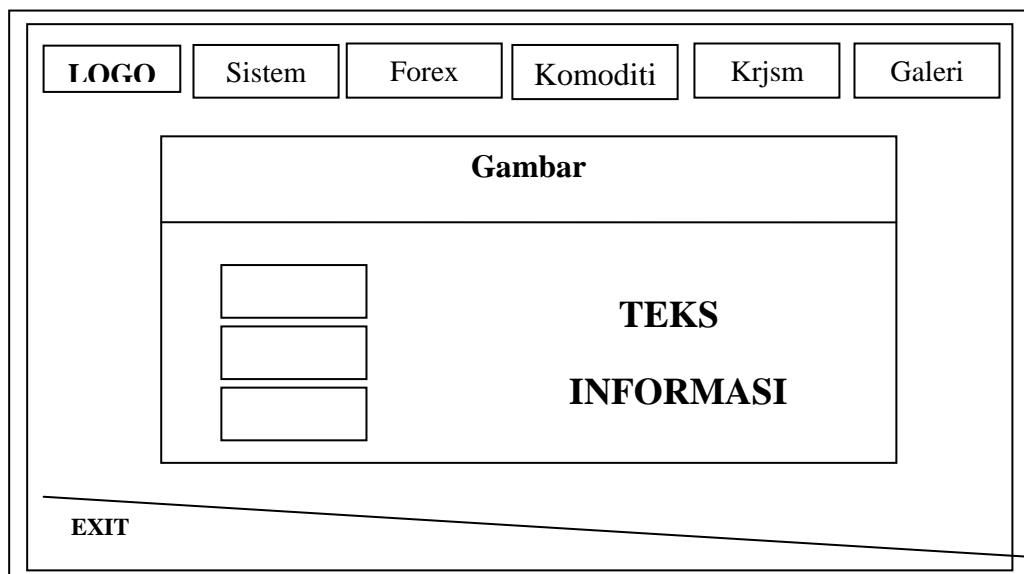 LOGO
Sistem
Forex
Komoditi
Krjsm
Galeri
Gambar
TEKS
INFORMASI
EXIT